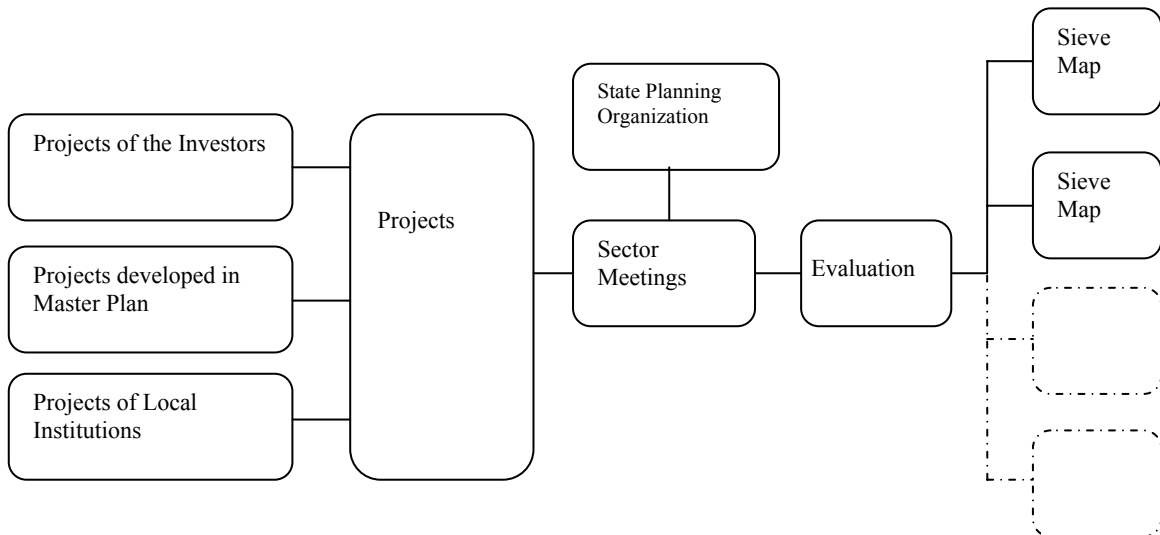 Projects of the Investors
Projects developed in
Master Plan
Projects of Local
Institutions
Projects
State Planning
Organization
Sector
Meetings
Evaluation
Sieve
Map
Sieve
Map